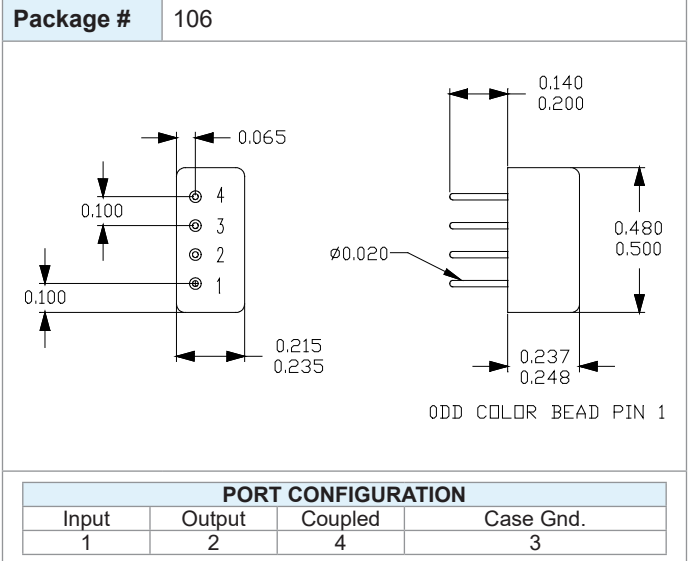 Package # 106
0.140
0.200
0.065
4
0.100
3
0.480
0.500
2
Ø0.020
1
0.100
0.215
0.235
0.237
0.248
ODD COLOR BEAD PIN 1
PORT CONFIGURATION
Input Output Coupled Case Gnd.
1 2 4 3